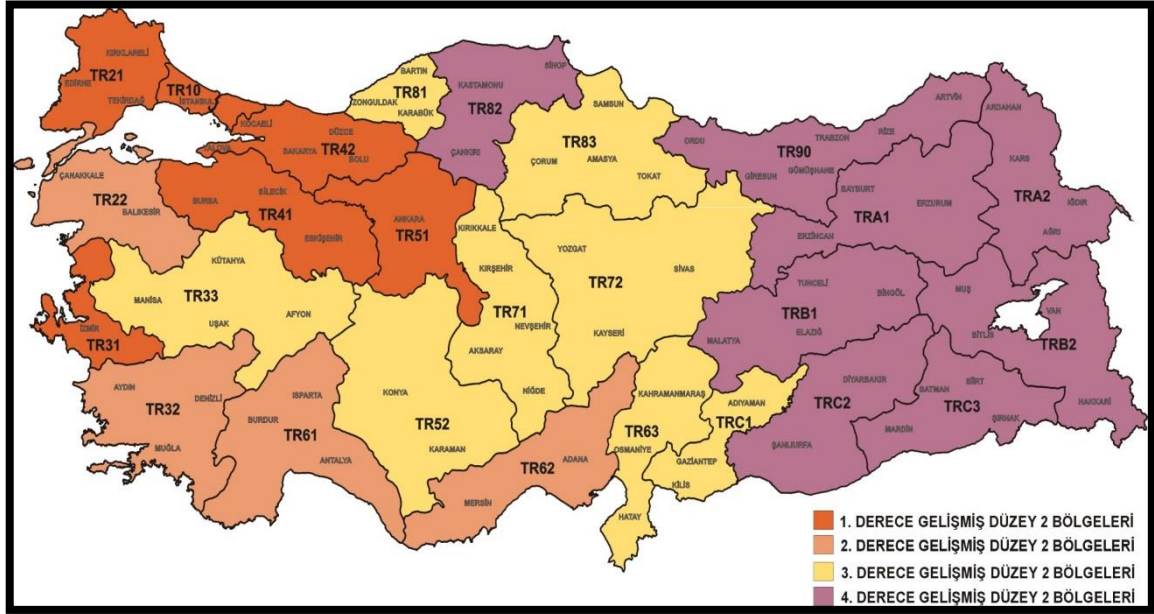 KIRKLARELİ
TR21
EDİRNE
TEKİRDAĞ
TR10
İSTANBUL
KOCAELİ
YALOVA
DÜZCE
TR42
SAKARYA
BOLU
BARTIN
TR81
ZONGULDAK
KARABÜK
KASTAMONU
SİNOP
TR82
ÇANKIRI
SAMSUN
TR83
ÇORUM
AMASYA
TOKAT
ORDU
TR90
TRABZON
RİZE
ARTVİN
GİRESUN
GÜMÜŞHANE
ARDAHAN
KARS
TRA2
IĞDIR
AĞRI
BAYBURT
ERZURUM
TRA1
ERZİNCAN
ÇANAKKALE
TR22
BALIKESİR
BURSA
BİLECİK
TR41
ESKİŞEHİR
ANKARA
TR51
KIRIKKALE
KIRŞEHİR
TR71
NEVŞEHİR
AKSARAY
NİĞDE
YOZGAT
SİVAS
TR72
KAYSERİ
TUNCELİ
BİNGÖL
TRB1
ELAZIĞ
MALATYA
MUŞ
VAN
BİTLİS
TRB2
HAKKARİ
KÜTANYA
MANİSA
TR33
UŞAK
AFYON
İZMİR
TR31
AYDIN
DENİZLİ
TR32
MUĞLA
ISPARTA
BURDUR
TR61
ANTALYA
KONYA
TR52
KARAMAN
ADANA
TR62
MERSİN
KAHRAMANMARAŞ
TR63
OSMANİYE
HATAY
ADIYAMAN
TRC1
GAZİANTEP
KİLİS
DİYARBAKIR
TRC2
ŞANLIURFA
BATMAN
SİİRT
TRC3
MARDİN
ŞIRNAK
1. DERECE GELİŞMİŞ DÜZEY 2 BÖLGELERİ
2. DERECE GELİŞMİŞ DÜZEY 2 BÖLGELERİ
3. DERECE GELİŞMİŞ DÜZEY 2 BÖLGELERİ
4. DERECE GELİŞMİŞ DÜZEY 2 BÖLGELERİ